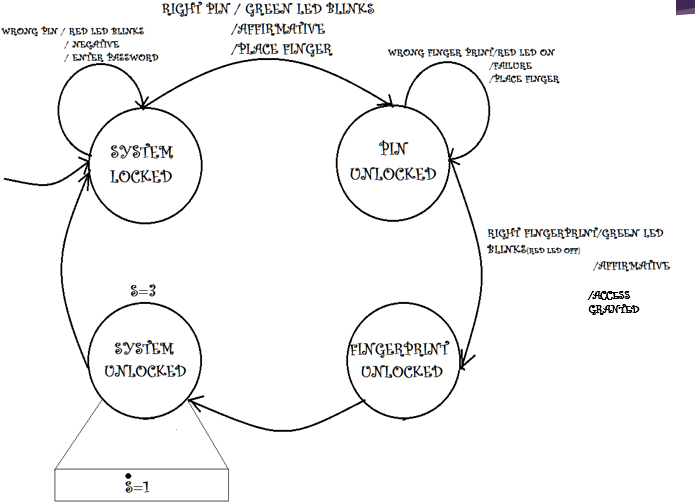 RIGHT PIN / GREEN LED BLINKS
/AFFIRMATIVE
/PLACE FINGER
WRONG PIN / RED LED BLINKS
/ NEGATIVE
/ ENTER PASSWORD
WRONG FINGER PRINT/RED LED ON
/FAILURE
/PLACE FINGER
SYSTEM
LOCKED
PIN
UNLOCKED
RIGHT FINGERPRINT/GREEN LED
BLINKS(RED LED OFF)
/AFFIRMATIVE
/ACCESS
GRANTED
s=3
SYSTEM
UNLOCKED
FINGERPRINT
UNLOCKED
ṡ=1